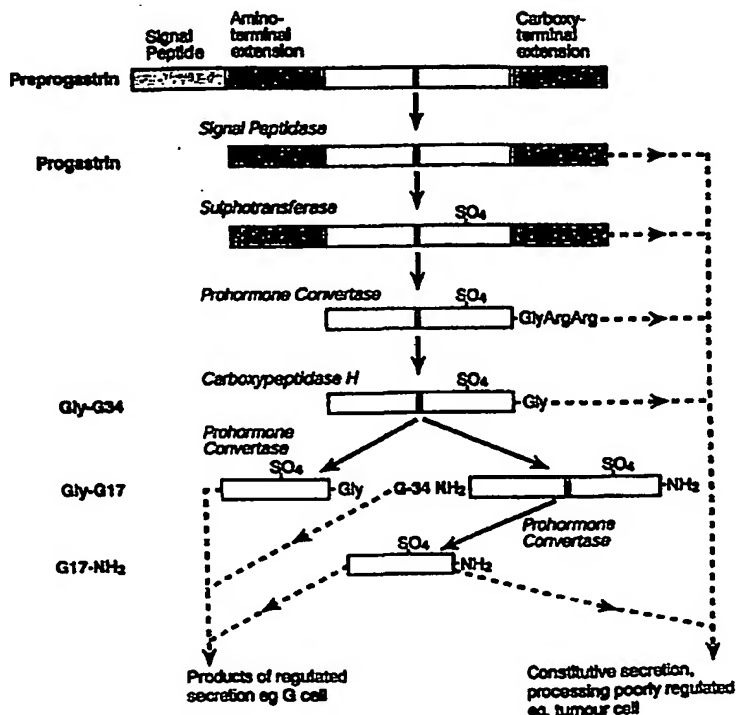 Signal
Peptide
Amino-
terminal
extension
Carboxy-
terminal
extension
Preprogastrin
Signal Peptidase
Progastrin
Sulphotransferase
SO4
Prohormone Convertase
SO4
GlyArgArg
Carboxypeptidase H
SO4
Gly
Gly-G34
Prohormone
Convertase
SO4
Gly
Gly-G17
G-34 NH2
SO4
NH2
Prohormone
Convertase
SO4
NH2
G17-NH2
Products of regulated
secretion eg G cell
Constitutive secretion,
processing poorly regulated
eg, tumour cell